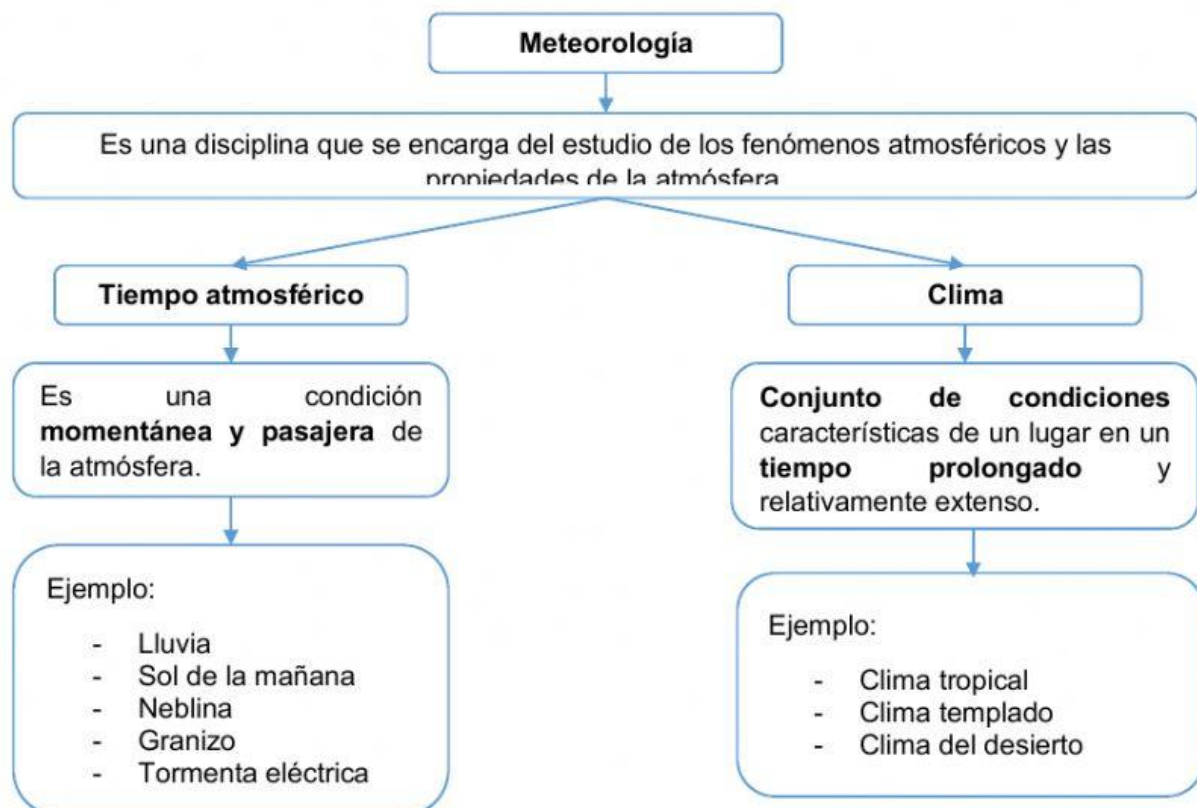 Meteorología
Es una disciplina que se encarga del estudio de los fenómenos atmosféricos y las
propiedades de la atmósfera
Tiempo atmosférico
Es una condición
momentánea y pasajera de
la atmósfera.
Ejemplo:
- Lluvia
- Sol de la mañana
- Neblina
- Granizo
- Tormenta eléctrica
Clima
Conjunto de condiciones
características de un lugar en un
tiempo prolongado y
relativamente extenso.
Ejemplo:
- Clima tropical
- Clima templado
- Clima del desierto